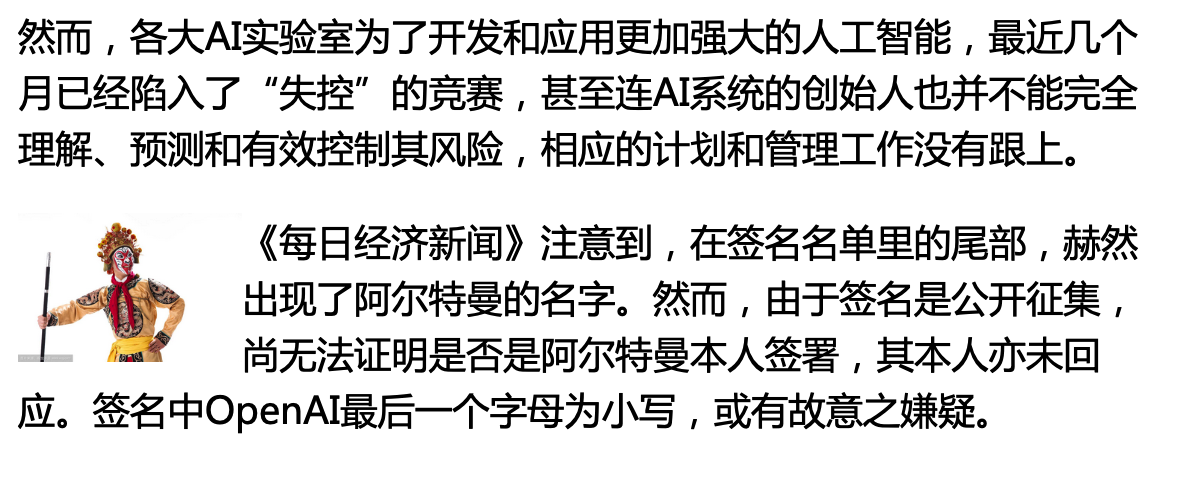 然而，各大AI实验室为了开发和应用更加强大的人工智能，最近几个
月已经陷入了“失控”的竞赛，甚至连AI系统的创始人也并不能完全
理解、预测和有效控制其风险，相应的计划和管理工作没有跟上。
《每日经济新闻》注意到，在签名名单里的尾部，赫然
出现了阿尔特曼的名字。然而，由于签名是公开征集，
尚无法证明是否是阿尔特曼本人签署，其本人亦未回
应。签名中OpenAI最后一个字母为小写，或有故意之嫌疑。